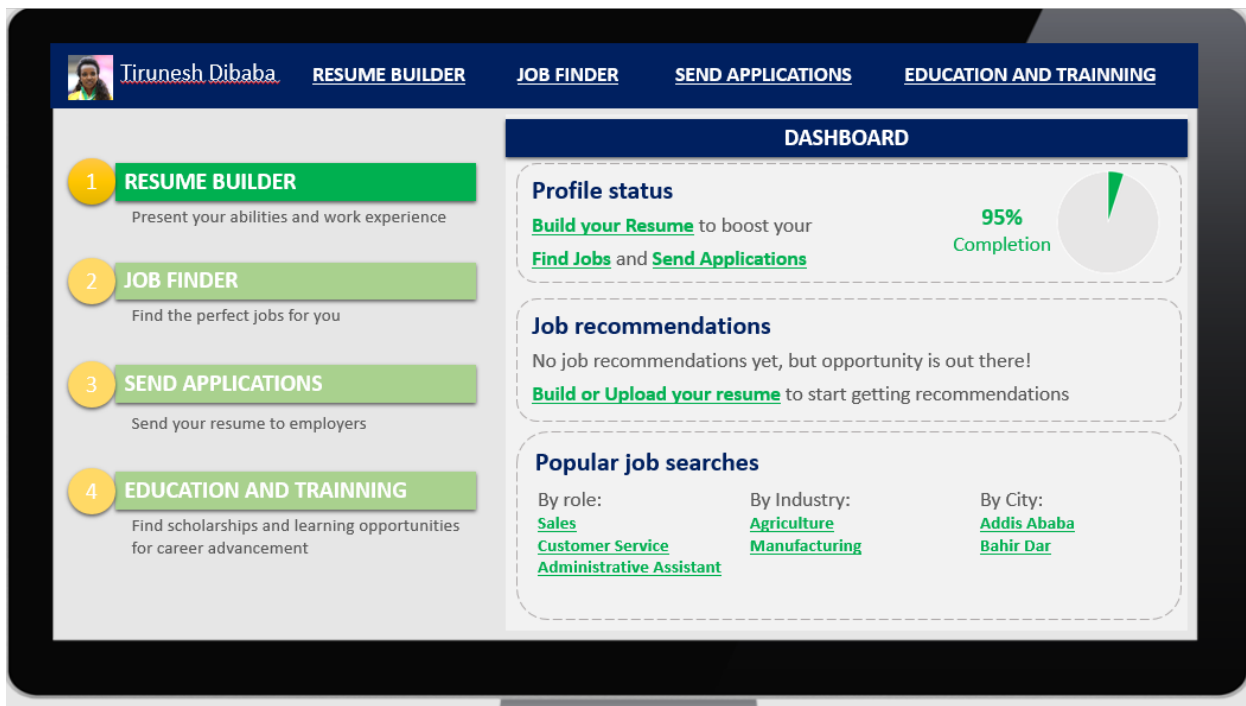 Tirunesh Dibaba RESUME BUILDER JOB FINDER SEND APPLICATIONS EDUCATION AND TRAINNING
1 RESUME BUILDER
Present your abilities and work experience
2 JOB FINDER
Find the perfect jobs for you
3 SEND APPLICATIONS
Send your resume to employers
4 EDUCATION AND TRAINNING
Find scholarships and learning opportunities
for career advancement
DASHBOARD
Profile status
Build your Resume to boost your
Find Jobs and Send Applications
95%
Completion
Job recommendations
No job recommendations yet, but opportunity is out there!
Build or Upload your resume to start getting recommendations
Popular job searches
By role:
Sales
Customer Service
Administrative Assistant
By Industry:
Agriculture
Manufacturing
By City:
Addis Ababa
Bahir Dar